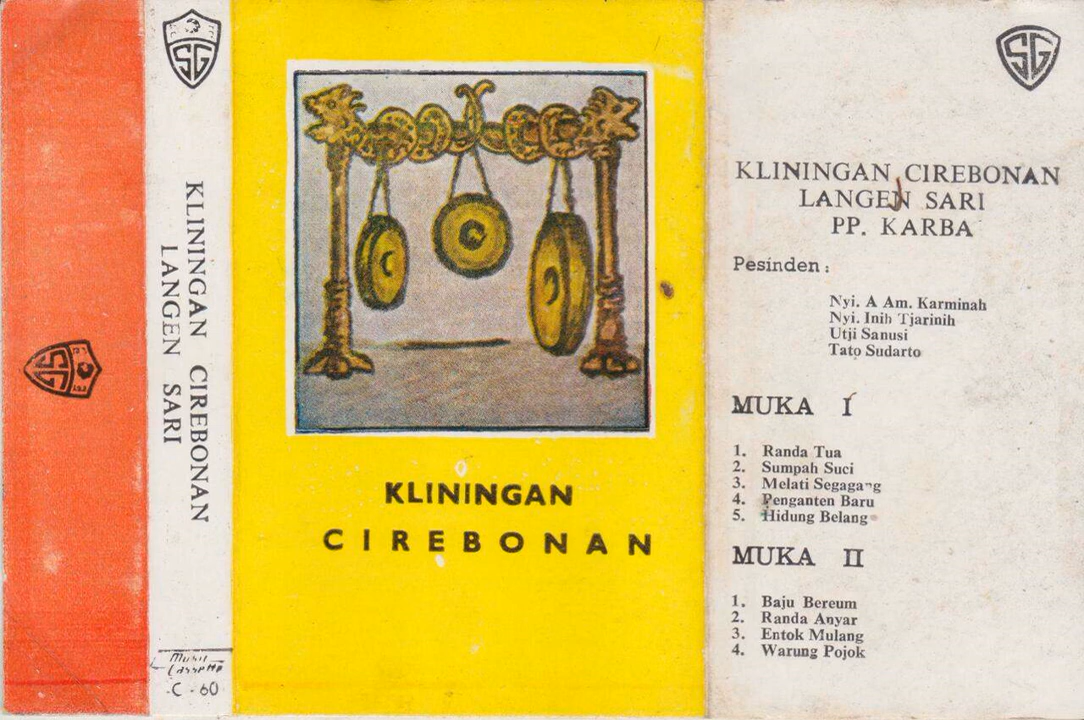 SG
SG
KLININGAN CIREBONAN
LANGEN SARI
Music
Cassette
C - 60
KLININGAN
CIREBONAN
SG
KLININGAN CIREBONAN
LANGEN SARI
PP. KARBA
Pesinden :
Nyi. A Am. Karminah
Nyi. Inih Tjarinih
Utji Sanusi
Tato Sudarto
MUKA I
1. Randa Tua
2. Sumpah Suci
3. Melati Segagang
4. Penganten Baru
5. Hidung Belang
MUKA II
1. Baju Bereum
2. Randa Anyar
3. Entok Mulang
4. Warung Pojok